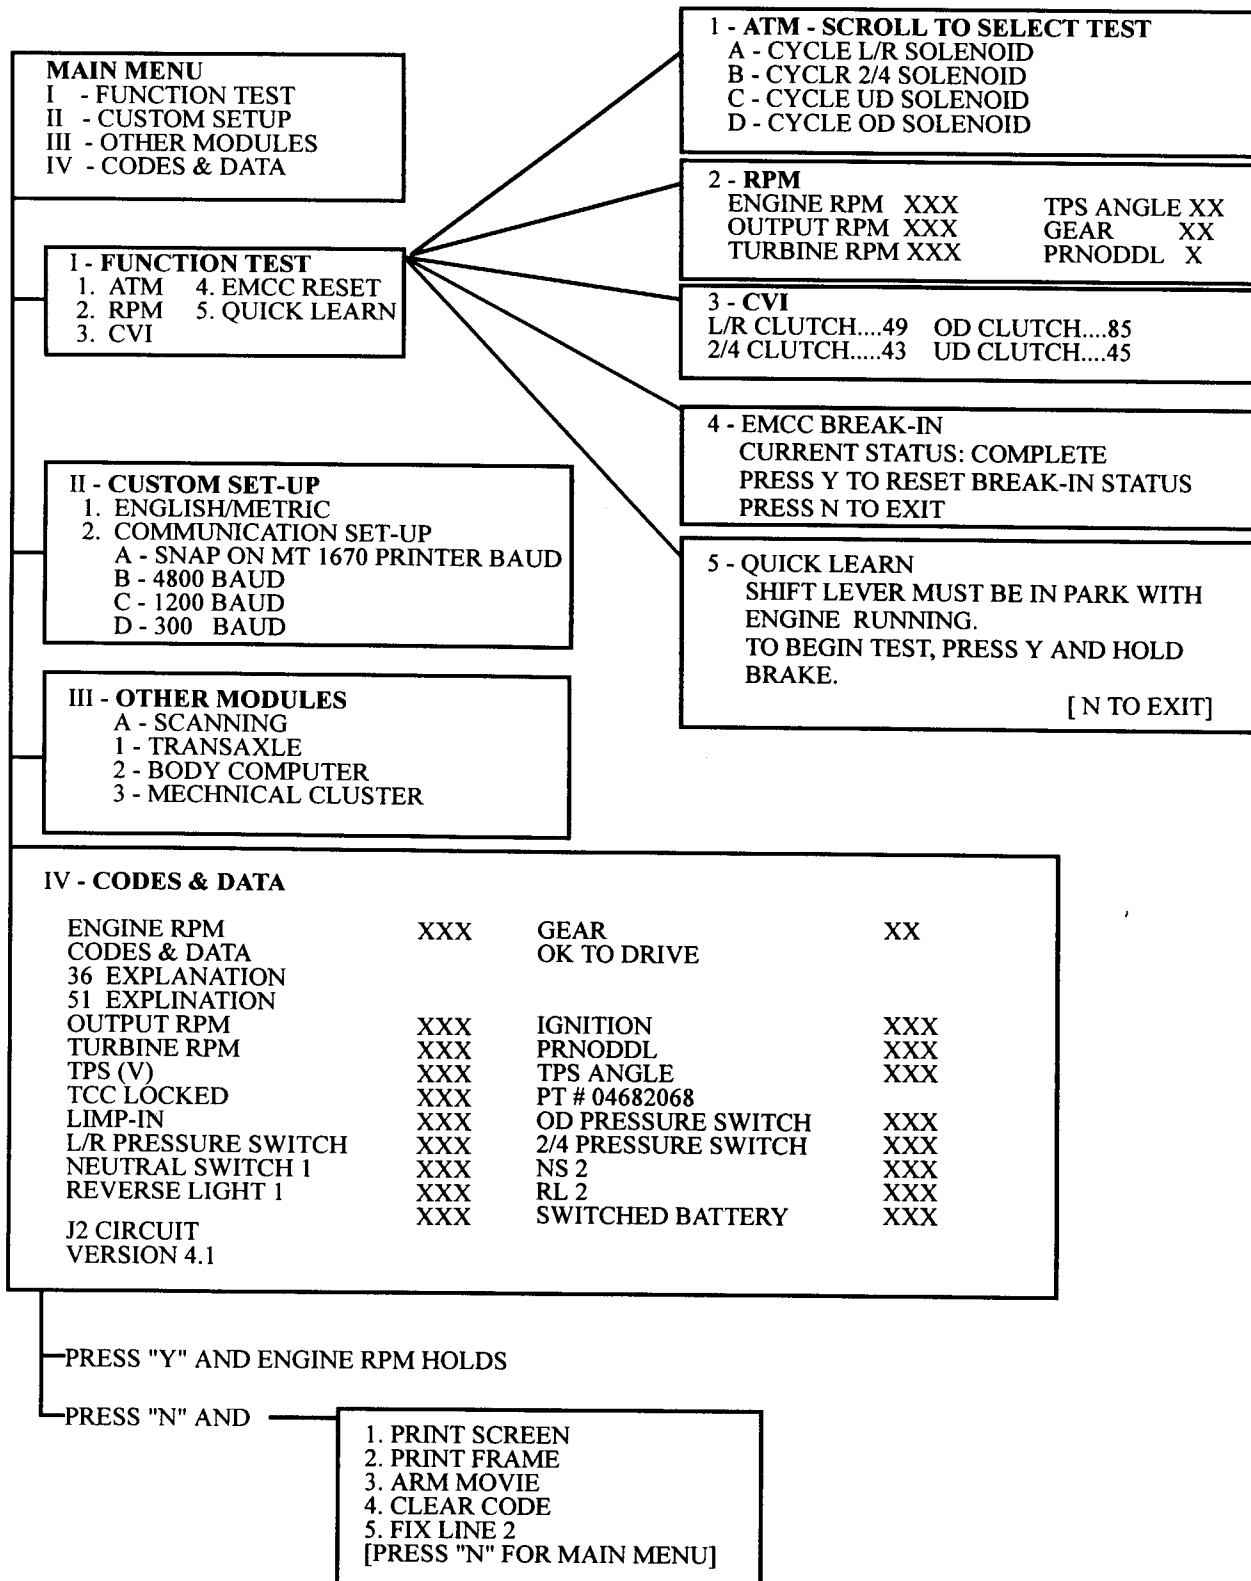 MAIN MENU
I - FUNCTION TEST
II - CUSTOM SETUP
III - OTHER MODULES
IV - CODES & DATA
I - FUNCTION TEST
1. ATM 4. EMCC RESET
2. RPM 5. QUICK LEARN
3. CVI
1 - ATM - SCROLL TO SELECT TEST
A - CYCLE L/R SOLENOID
B - CYCLR 2/4 SOLENOID
C - CYCLE UD SOLENOID
D - CYCLE OD SOLENOID
2 - RPM
ENGINE RPM XXX TPS ANGLE XX
OUTPUT RPM XXX GEAR XX
TURBINE RPM XXX PRNODDL X
3 - CVI
L/R CLUTCH....49 OD CLUTCH....85
2/4 CLUTCH.....43 UD CLUTCH....45
4 - EMCC BREAK-IN
CURRENT STATUS: COMPLETE
PRESS Y TO RESET BREAK-IN STATUS
PRESS N TO EXIT
5 - QUICK LEARN
SHIFT LEVER MUST BE IN PARK WITH
ENGINE RUNNING.
TO BEGIN TEST, PRESS Y AND HOLD
BRAKE.
[ N TO EXIT]
II - CUSTOM SET-UP
1. ENGLISH/METRIC
2. COMMUNICATION SET-UP
A - SNAP ON MT 1670 PRINTER BAUD
B - 4800 BAUD
C - 1200 BAUD
D - 300 BAUD
III - OTHER MODULES
A - SCANNING
1 - TRANSAXLE
2 - BODY COMPUTER
3 - MECHNICAL CLUSTER
IV - CODES & DATA
ENGINE RPM XXX GEAR XX
CODES & DATA OK TO DRIVE
36 EXPLANATION
51 EXPLINATION
OUTPUT RPM XXX IGNITION XXX
TURBINE RPM XXX PRNODDL XXX
TPS (V) XXX TPS ANGLE XXX
TCC LOCKED XXX PT # 04682068
LIMP-IN XXX OD PRESSURE SWITCH XXX
L/R PRESSURE SWITCH XXX 2/4 PRESSURE SWITCH XXX
NEUTRAL SWITCH 1 XXX NS 2 XXX
REVERSE LIGHT 1 XXX RL 2 XXX
J2 CIRCUIT XXX SWITCHED BATTERY XXX
VERSION 4.1
PRESS "Y" AND ENGINE RPM HOLDS
PRESS "N" AND
1. PRINT SCREEN
2. PRINT FRAME
3. ARM MOVIE
4. CLEAR CODE
5. FIX LINE 2
[PRESS "N" FOR MAIN MENU]